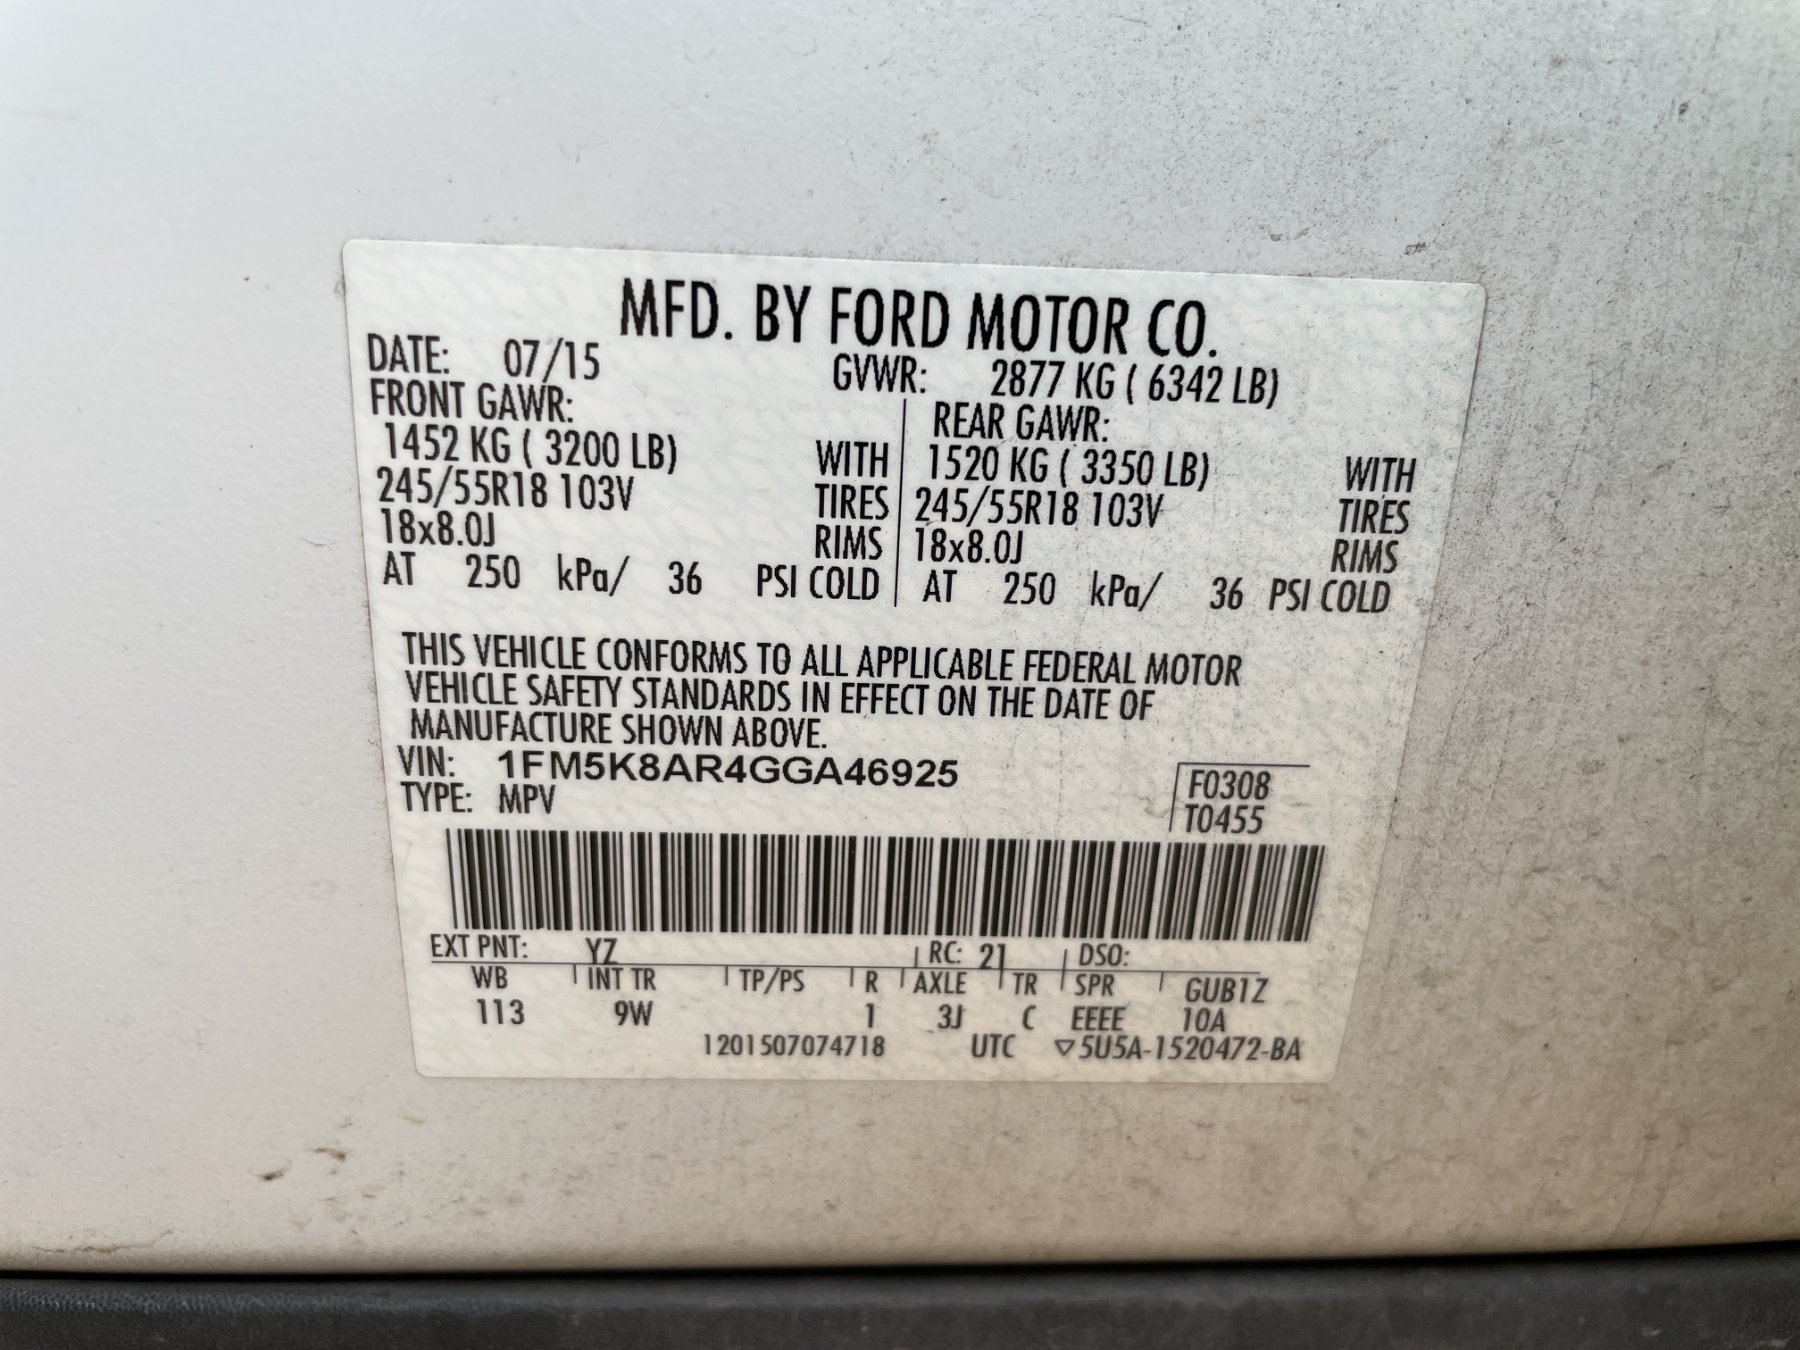 MFD. BY FORD MOTOR CO.
DATE: 07/15 GVWR: 2877 KG ( 6342 LB)
FRONT GAWR: REAR GAWR:
1452 KG ( 3200 LB) WITH 1520 KG ( 3350 LB) WITH
245/55R18 103V TIRES 245/55R18 103V TIRES
18x8.0J RIMS 18x8.0J RIMS
AT 250 kPa/ 36 PSI COLD AT 250 kPa/ 36 PSI COLD
THIS VEHICLE CONFORMS TO ALL APPLICABLE FEDERAL MOTOR
VEHICLE SAFETY STANDARDS IN EFFECT ON THE DATE OF
MANUFACTURE SHOWN ABOVE.
VIN: 1FM5K8AR4GGA46925 F0308
TYPE: MPV T0455
EXT PNT: YZ RC: 21 DSO:
WB INT TR TP/PS R AXLE TR SPR GUB1Z
113 9W 1 3J C EEEE 10A
1201507074718 UTC ▽5U5A-1520472-BA